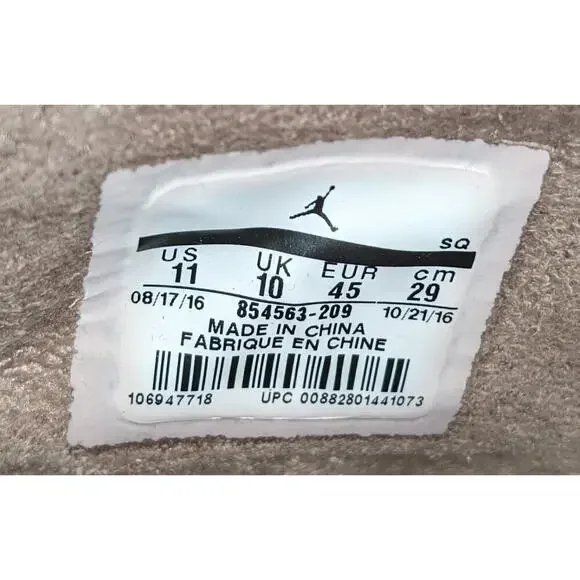 SQ
US UK EUR cm
11 10 45 29
08/17/16 854563-209 10/21/16
MADE IN CHINA
FABRIQUE EN CHINE
106947718 UPC 00882801441073